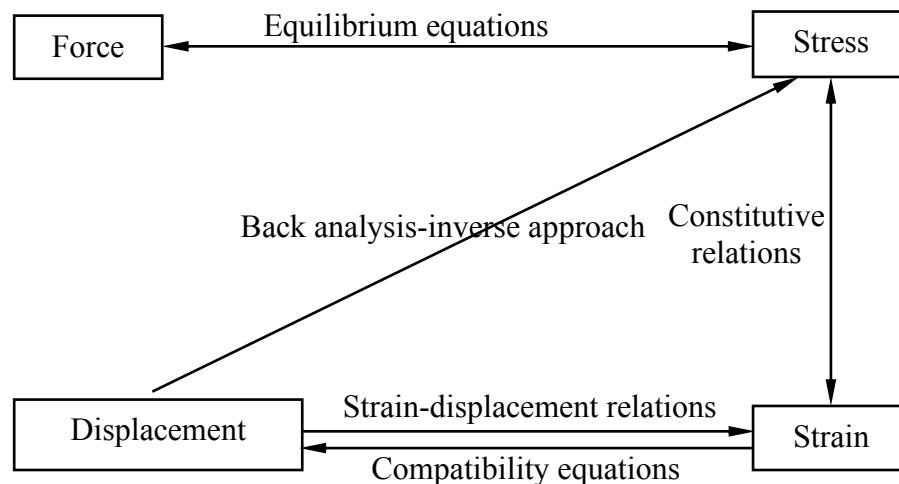 Equilibrium equations
Force
Stress
Back analysis-inverse approach
Constitutive
relations
Strain-displacement relations
Displacement
Strain
Compatibility equations